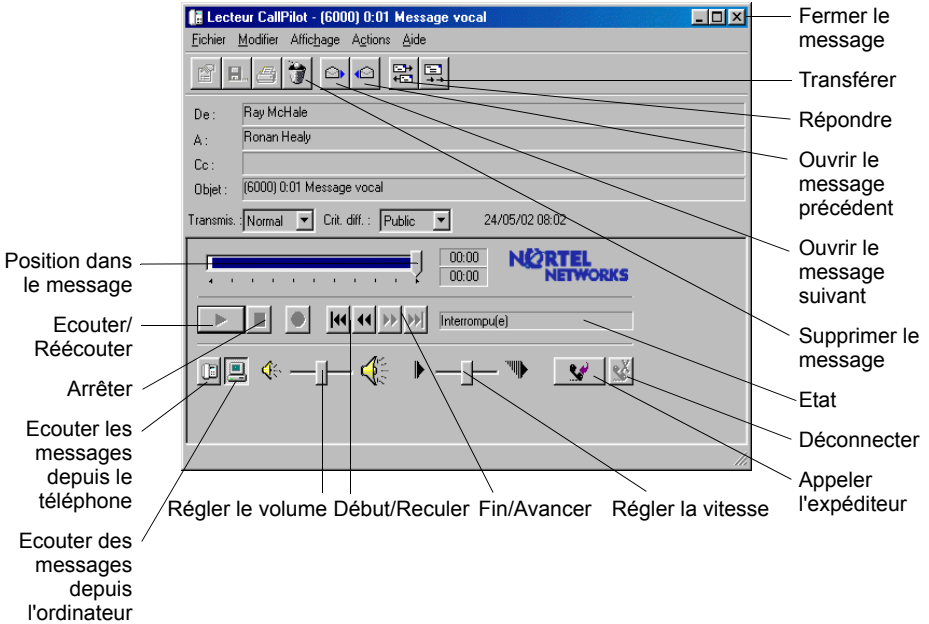 Lecteur CallPilot - (6000) 0:01 Message vocal
Fichier Modifier Affichage Actions Aide
De : Ray McHale
A : Ronan Healy
Cc :
Objet : (6000) 0:01 Message vocal
Transmis. : Normal Crit. diff. : Public 24/05/02 08:02
00:00
00:00
NORTEL
NETWORKS
Interrompu(e)
Fermer le
message
Transférer
Répondre
Ouvrir le
message
précédent
Ouvrir le
message
suivant
Supprimer le
message
Etat
Déconnecter
Appeler
l'expéditeur
Position dans
le message
Ecouter/
Réécouter
Arrêter
Ecouter les
messages
depuis le
téléphone
Ecouter des
messages
depuis
l'ordinateur
Régler le volume Début/Reculer Fin/Avancer Régler la vitesse